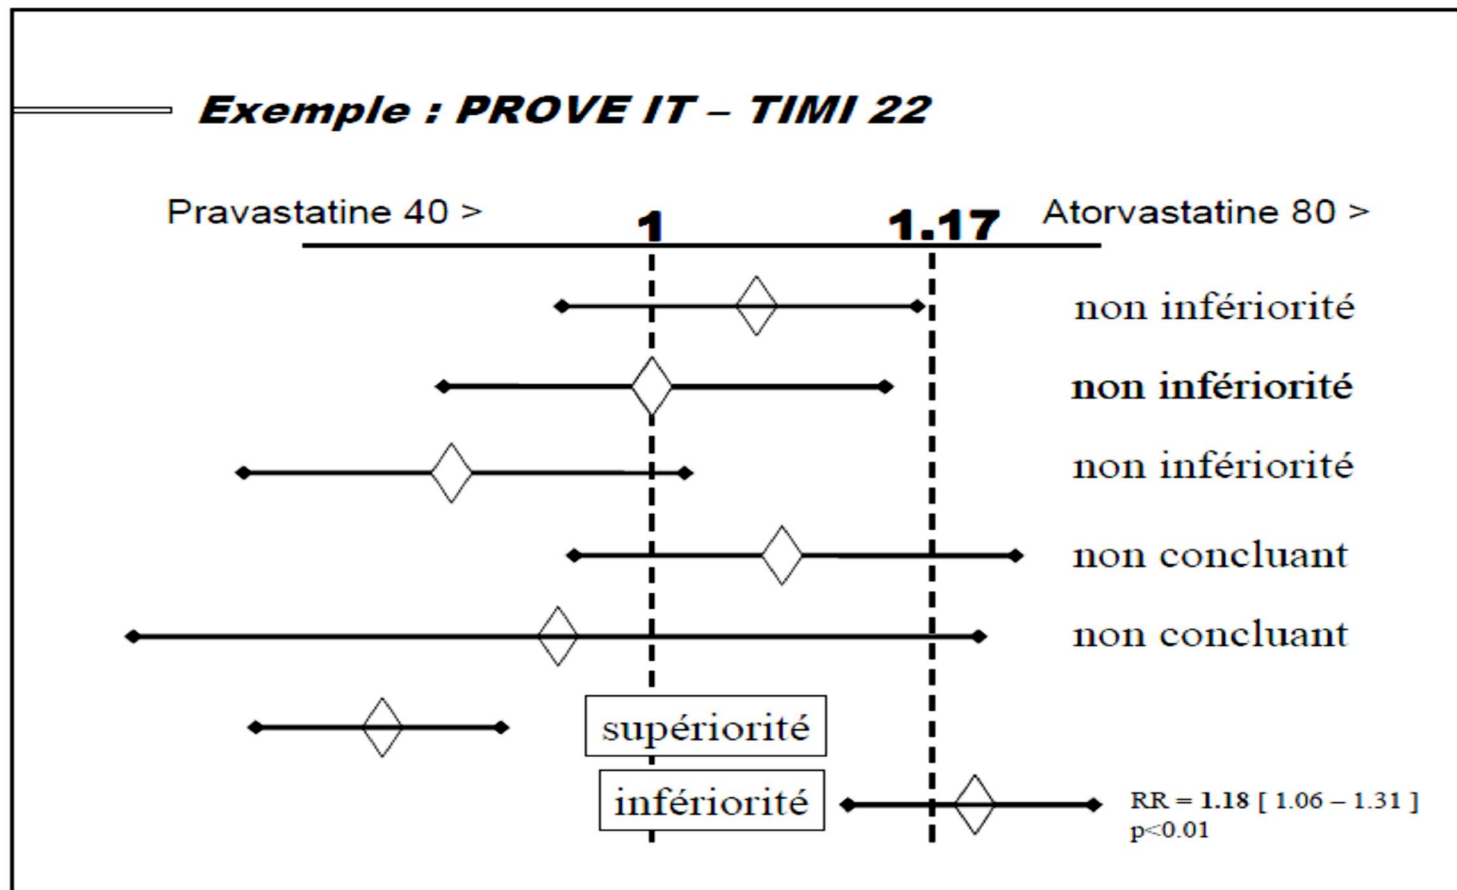 Exemple : PROVE IT – TIMI 22
Pravastatine 40 > 1 1.17 Atorvastatine 80 >
non infériorité
non infériorité
non infériorité
non concluant
non concluant
supériorité
infériorité
RR = 1.18 [ 1.06 – 1.31 ]
p<0.01